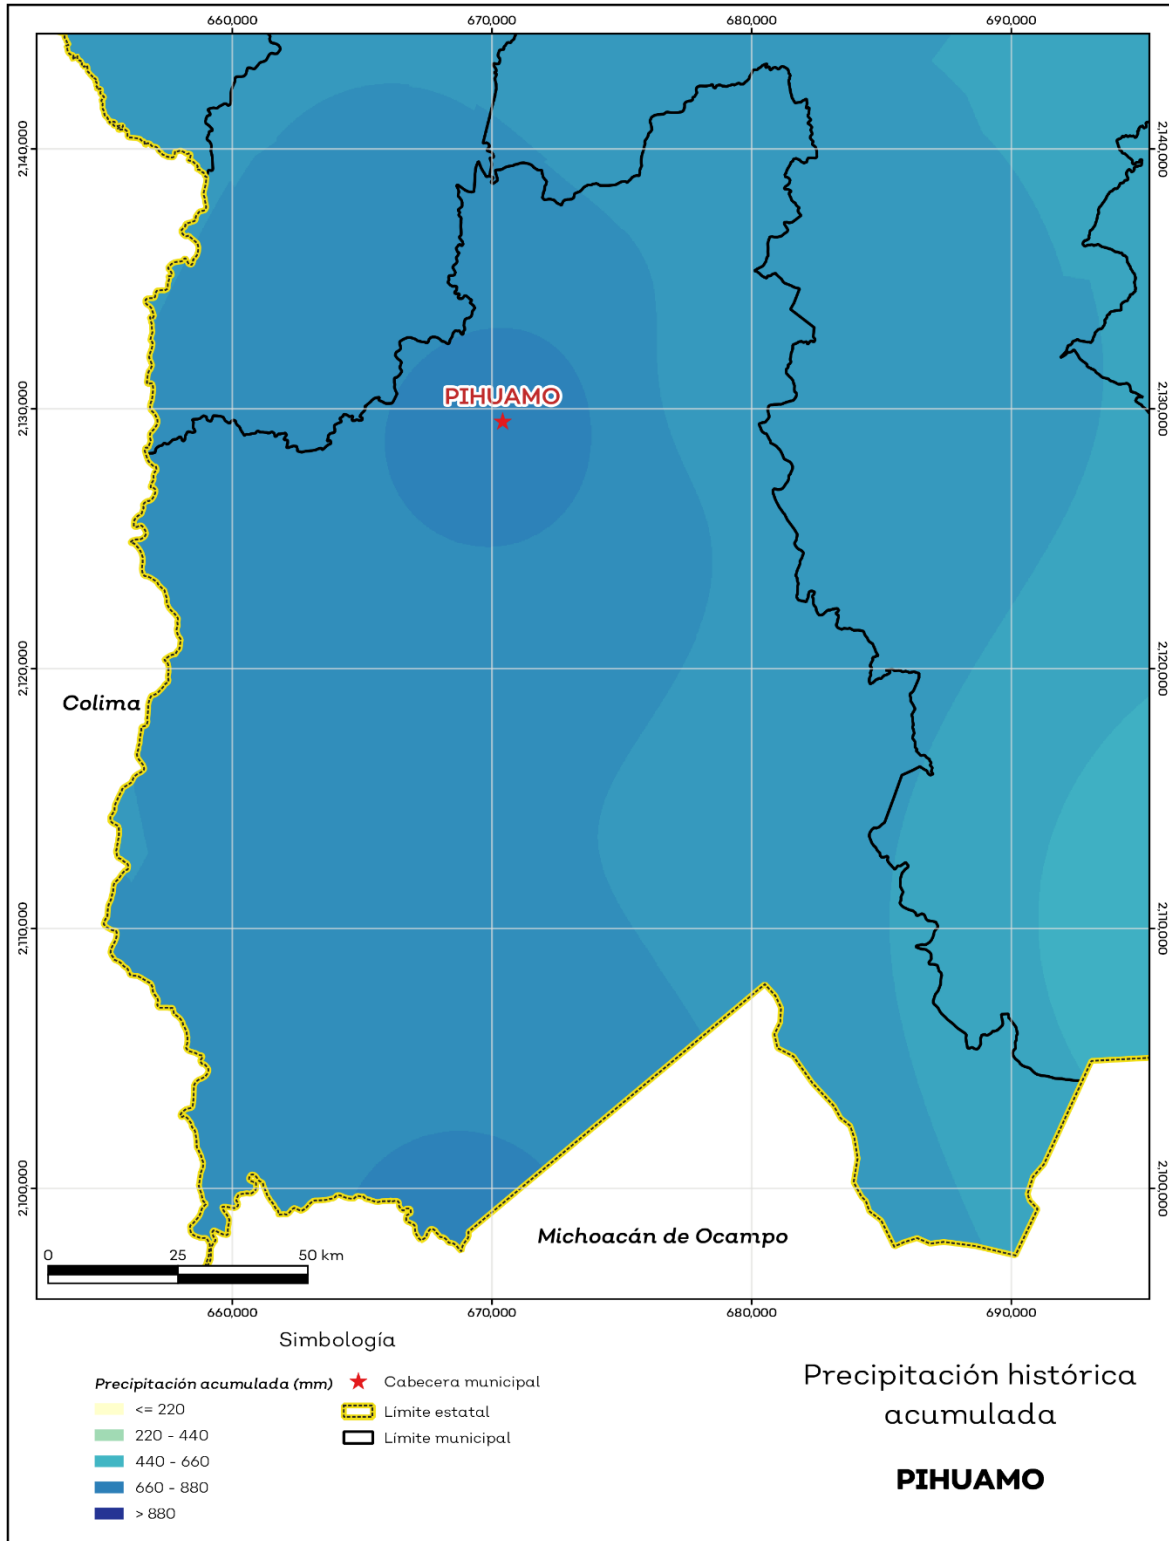 660,000 670,000 680,000 690,000
2,140,000 2,140,000
2,130,000 2,130,000
2,120,000 2,120,000
2,110,000 2,110,000
2,100,000 2,100,000
PIHUAMO
Colima
Michoacán de Ocampo
0 25 50 km
660,000 670,000 680,000 690,000
Simbología
Precipitación acumulada (mm)
<= 220
220 - 440
440 - 660
660 - 880
> 880
Cabecera municipal
Límite estatal
Límite municipal
Precipitación histórica
acumulada
PIHUAMO